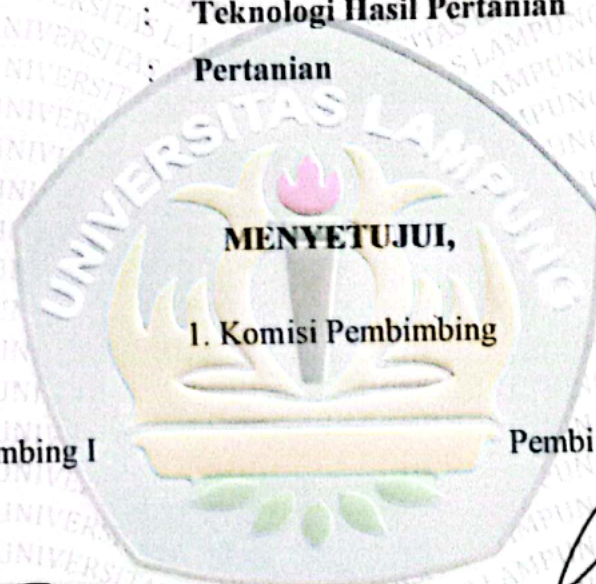 : Teknologi Hasil Pertanian
: Pertanian
UNIVERSITAS LAMPUNG
MENYETUJUI,
1. Komisi Pembimbing
mbing I Pembi